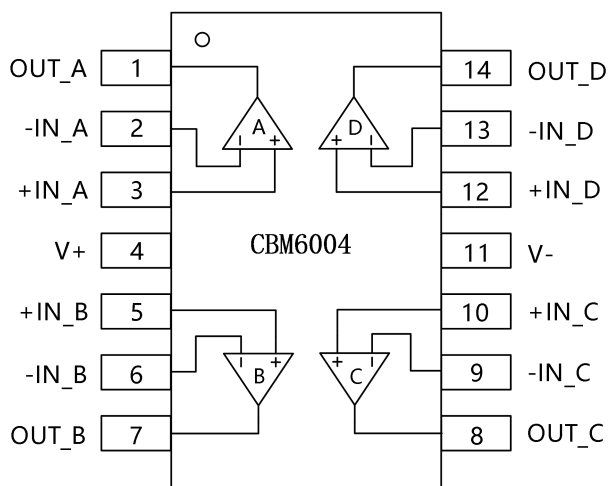 OUT_A 1 14 OUT_D
-IN_A 2 A D 13 -IN_D
+IN_A 3 12 +IN_D
V+ 4 CBM6004 11 V-
+IN_B 5 10 +IN_C
-IN_B 6 B C 9 -IN_C
OUT_B 7 8 OUT_C